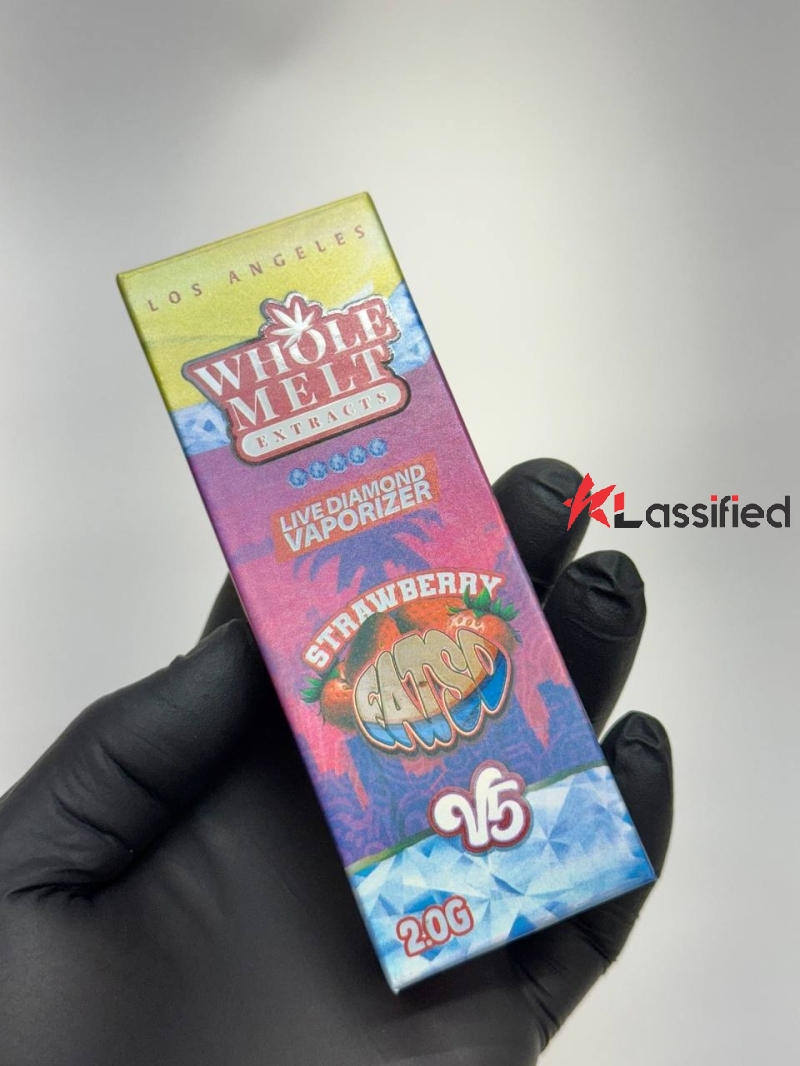 LOS ANGELES
WHOLE
MELT
EXTRACTS
LIVE DIAMOND
VAPORIZER
KLassified
STRAWBERRY
FATSO
V5
2.0G